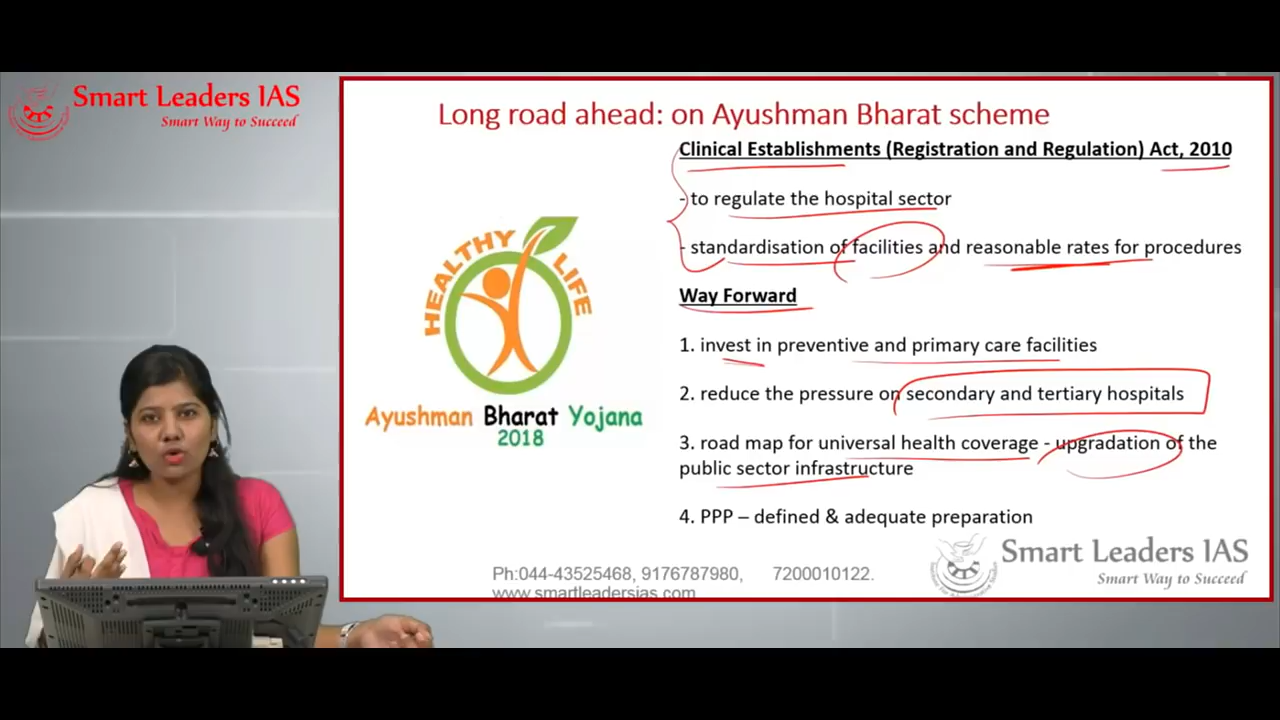 Smart Leaders IAS
Smart Way to Succeed
Long road ahead: on Ayushman Bharat scheme
Clinical Establishments (Registration and Regulation) Act, 2010
- to regulate the hospital sector
- standardisation of facilities and reasonable rates for procedures
Way Forward
1. invest in preventive and primary care facilities
2. reduce the pressure on secondary and tertiary hospitals
3. road map for universal health coverage - upgradation of the
public sector infrastructure
4. PPP – defined & adequate preparation
HEALTHY LIFE
Ayushman Bharat Yojana
2018
Smart Leaders IAS
Smart Way to Succeed
Ph:044-43525468, 9176787980, 7200010122.
www.smartleadersias.com